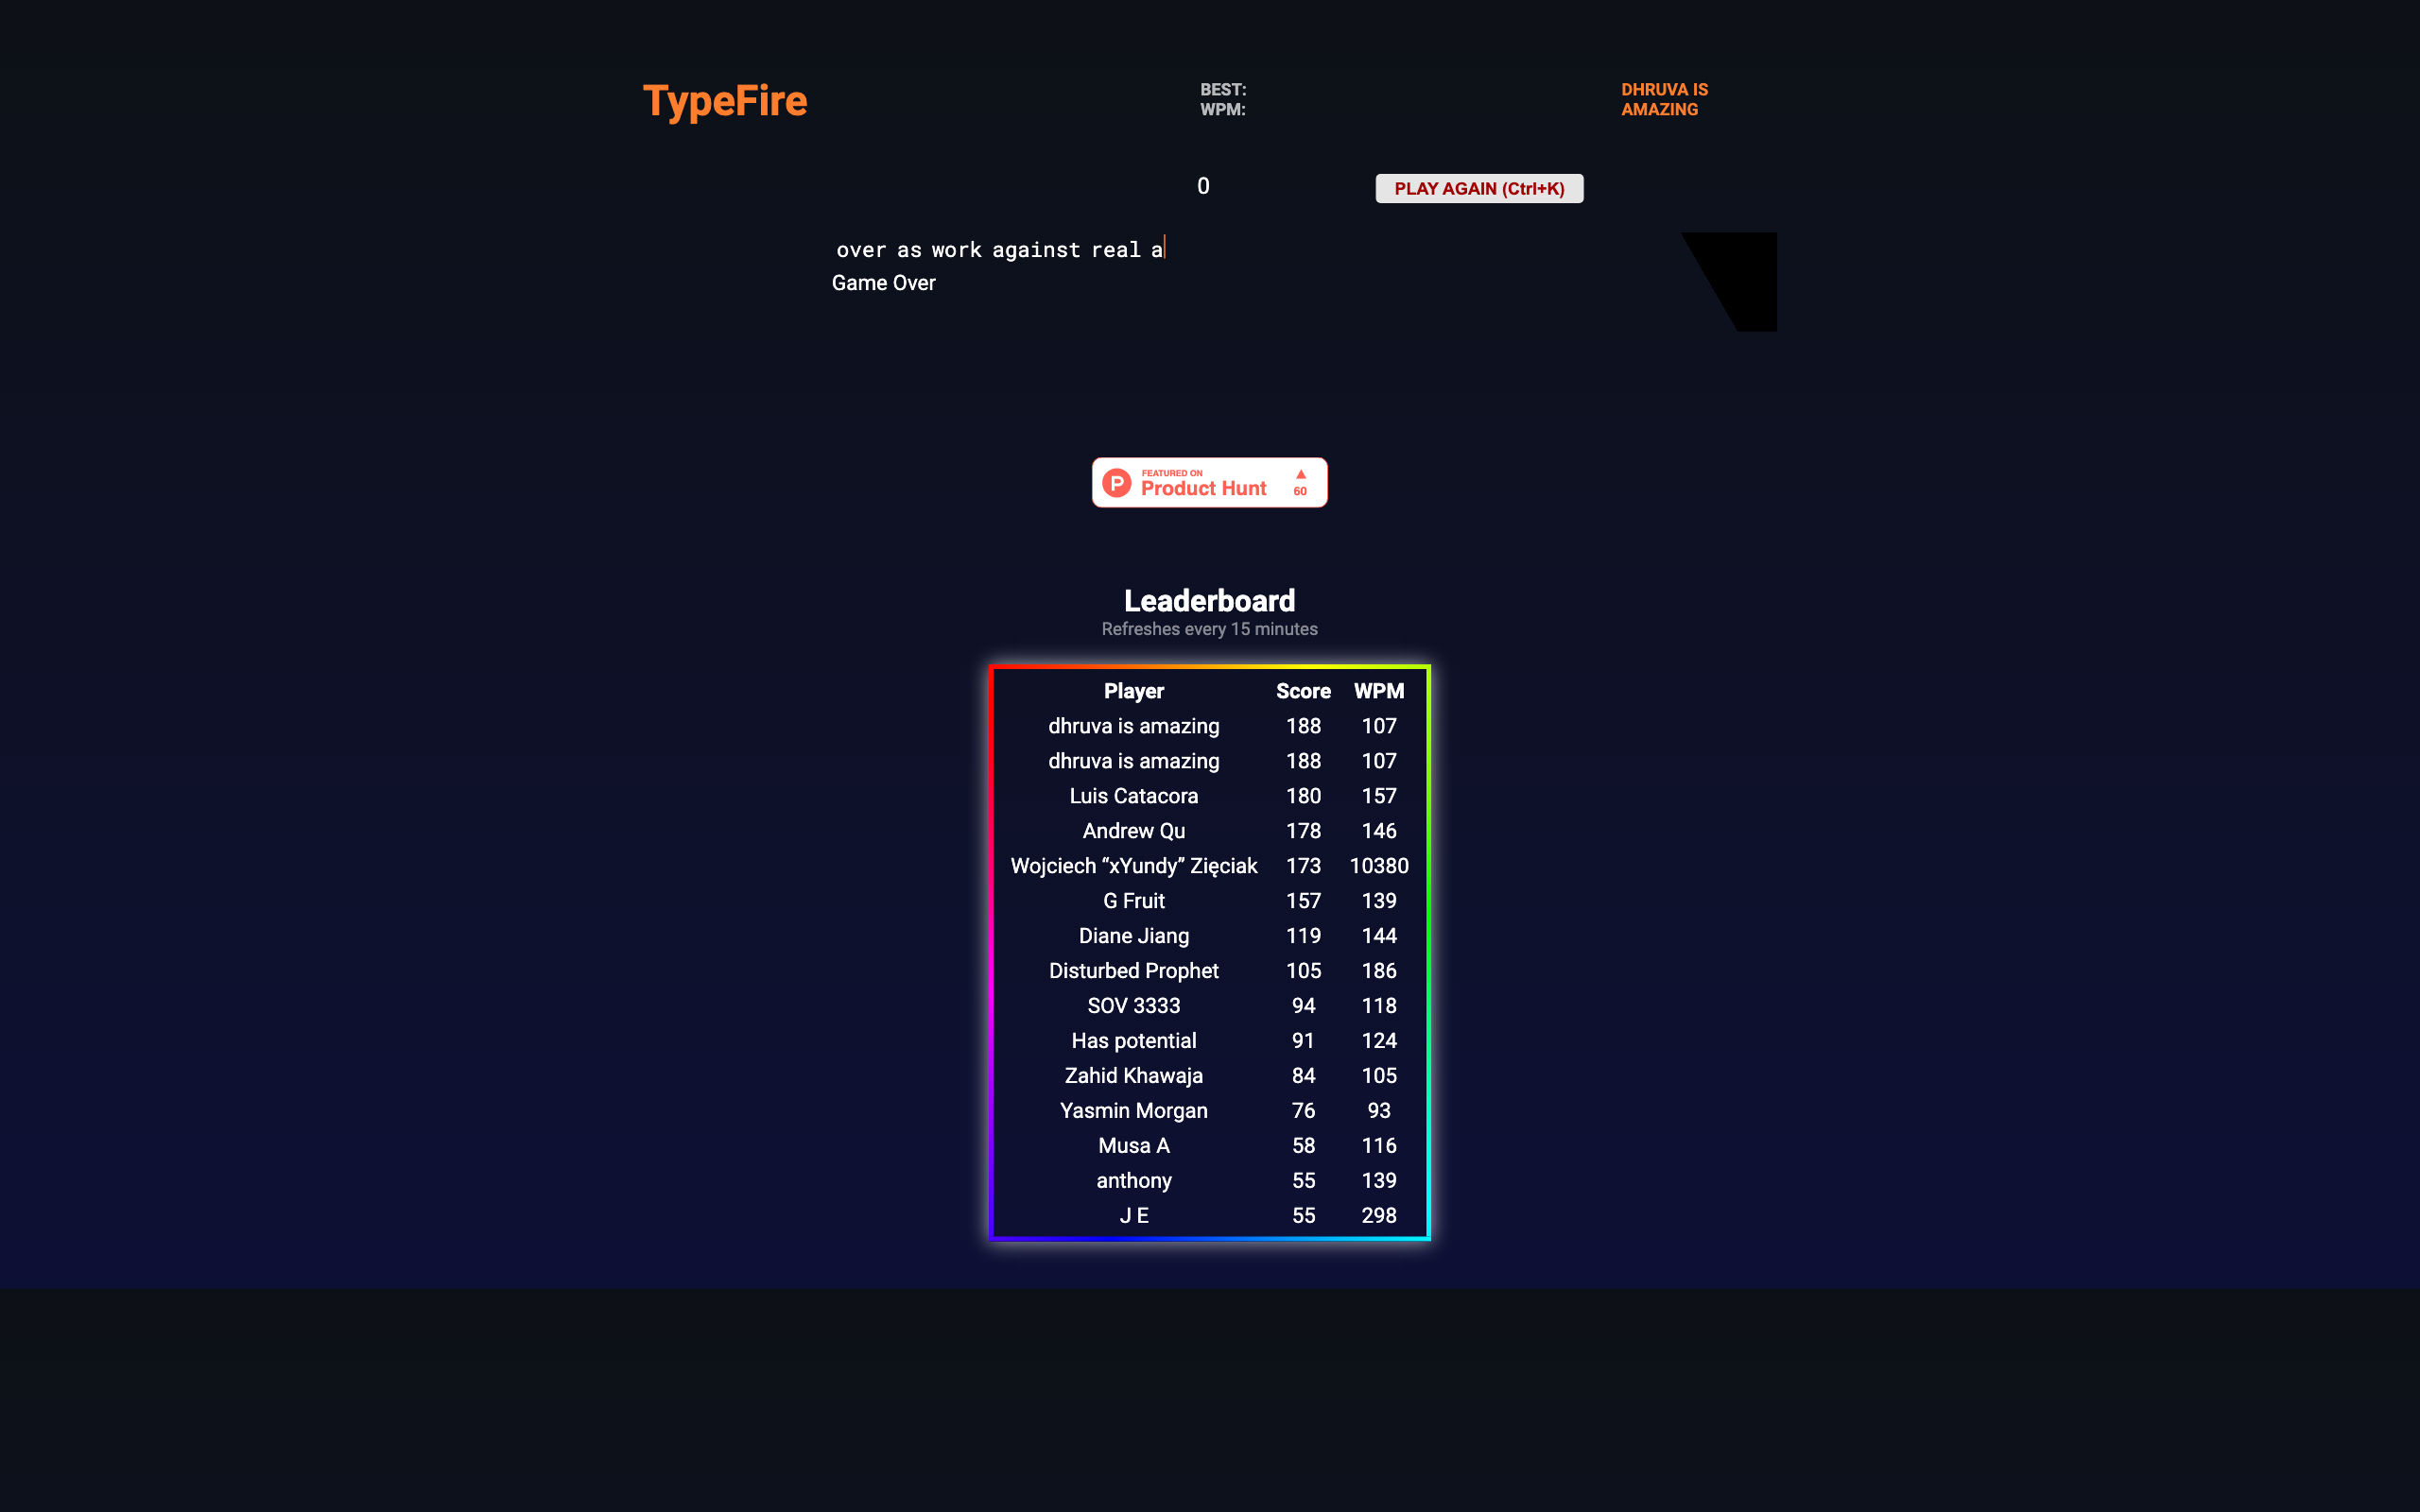 TypeFire
BEST:
WPM:
DHRUVA IS
AMAZING
0
PLAY AGAIN (Ctrl+K)
over as work against real a
Game Over
FEATURED ON
Product Hunt
60
Leaderboard
Refreshes every 15 minutes
Player Score WPM
dhruva is amazing 188 107
dhruva is amazing 188 107
Luis Catacora 180 157
Andrew Qu 178 146
Wojciech “xYundy” Zięciak 173 10380
G Fruit 157 139
Diane Jiang 119 144
Disturbed Prophet 105 186
SOV 3333 94 118
Has potential 91 124
Zahid Khawaja 84 105
Yasmin Morgan 76 93
Musa A 58 116
anthony 55 139
J E 55 298